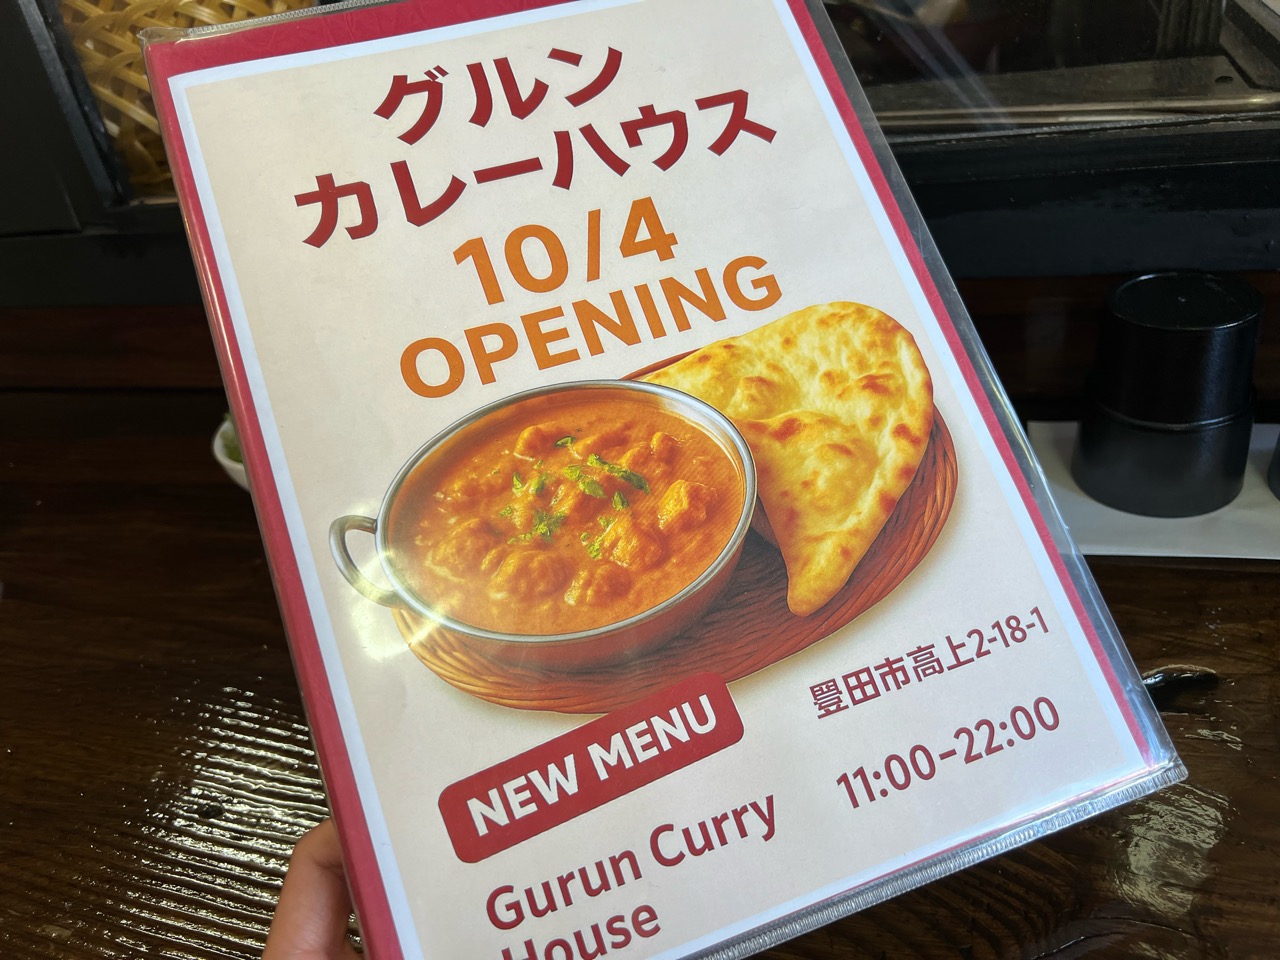 グルン
カレーハウス
10/4
OPENING
NEW MENU
豊田市高上2-18-1
11:00-22:00
Gurun Curry
House